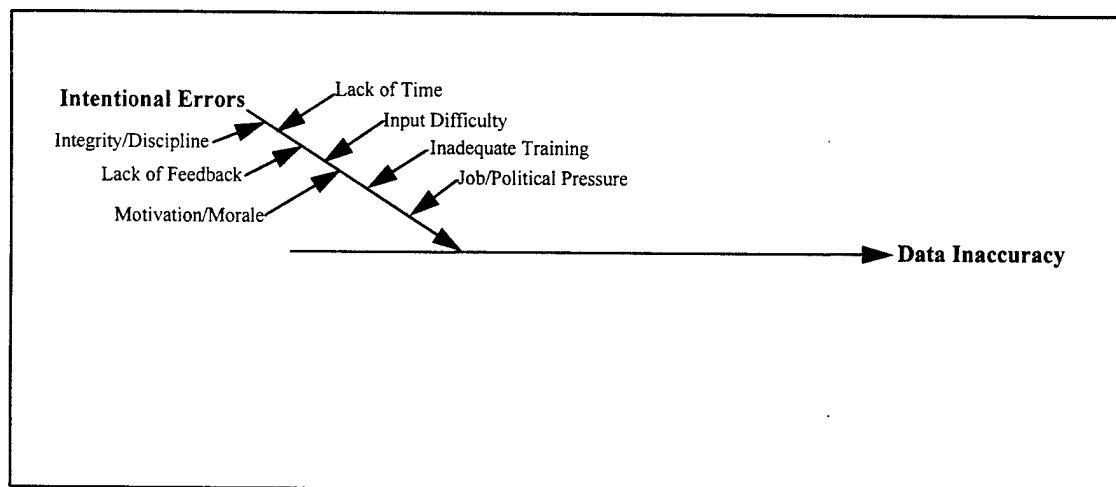 Lack of Time
Intentional Errors
Input Difficulty
Integrity/Discipline
Inadequate Training
Lack of Feedback
Job/Political Pressure
Motivation/Morale
Data Inaccuracy